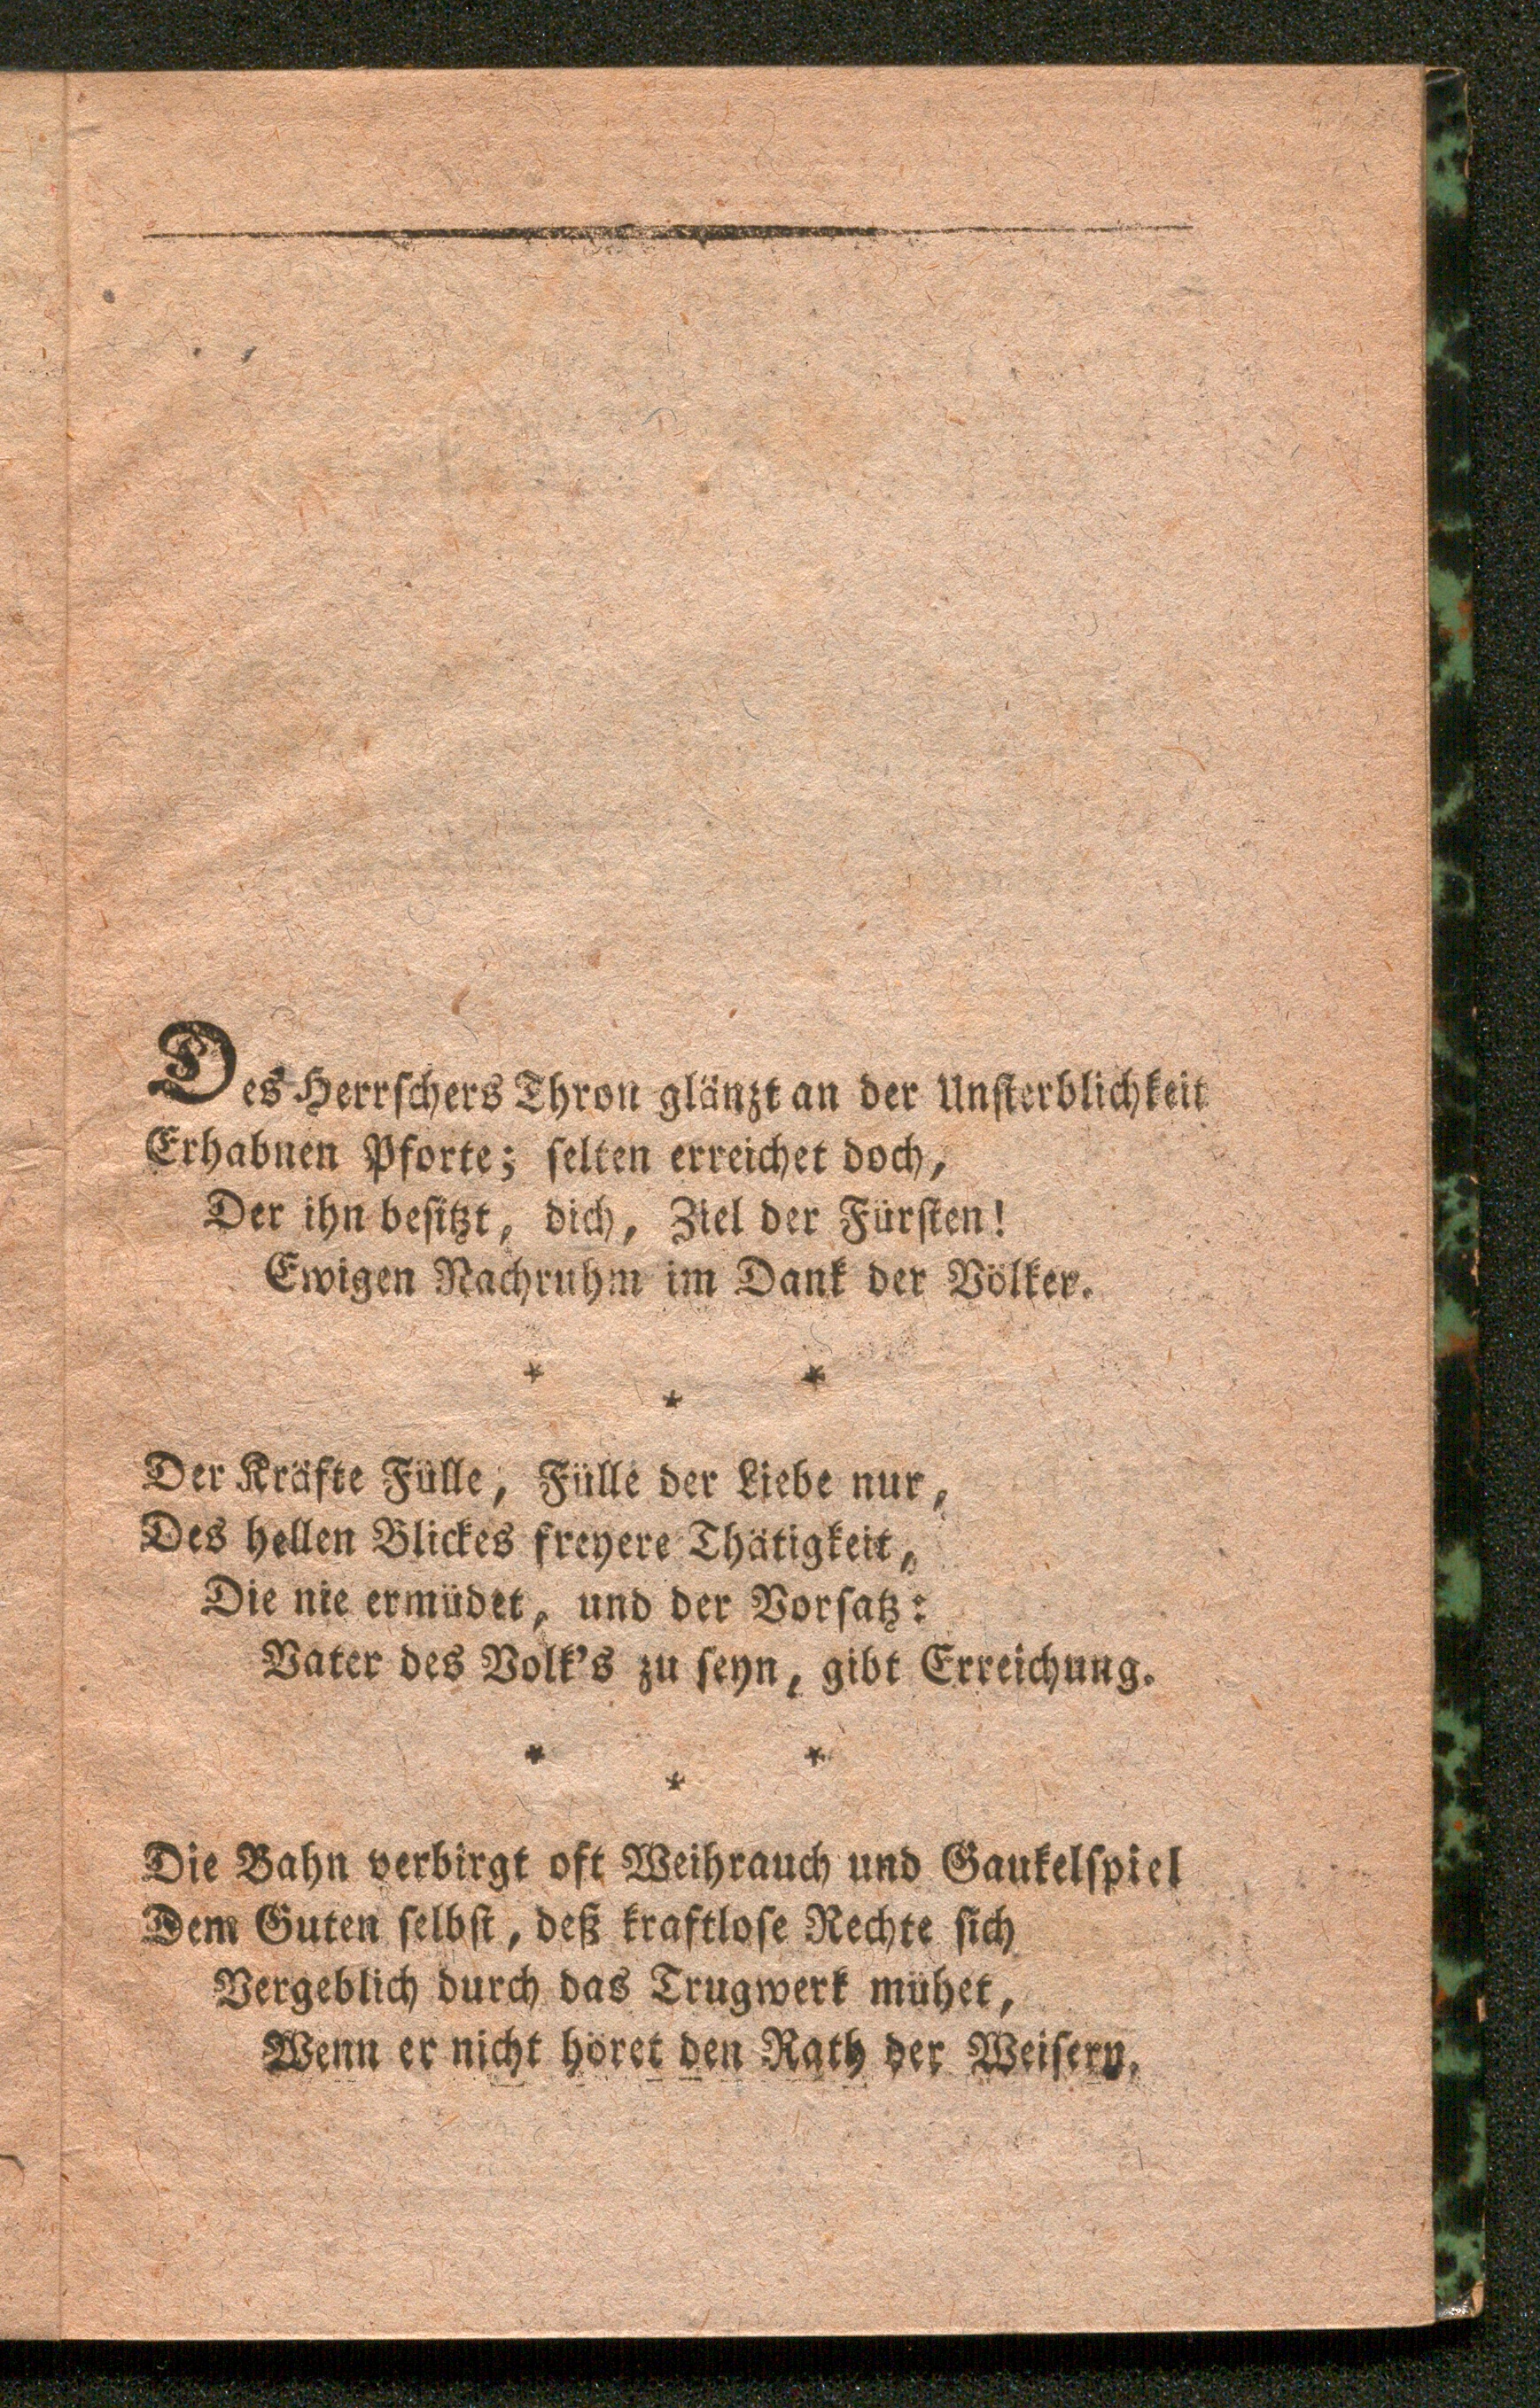 Des Herrschers Thron glänzt an der Unsterblichkeit
Erhabnen Pforte; selten erreichet doch,
Der ihn besitzt, dich, Ziel der Fürsten!
Ewigen Nachruhm im Dank der Völker.
* * *
Der Kräfte Fülle, Fülle der Liebe nur,
Des hellen Blickes freyere Thätigkeit,
Die nie ermüdet, und der Vorsatz:
Vater des Volk's zu seyn, gibt Erreichung.
* * *
Die Bahn verbirgt oft Weihrauch und Gaukelspiel
Dem Guten selbst, deß kraftlose Rechte sich
Vergeblich durch das Trugwerk mühet,
Wenn er nicht höret den Rath der Weisern.